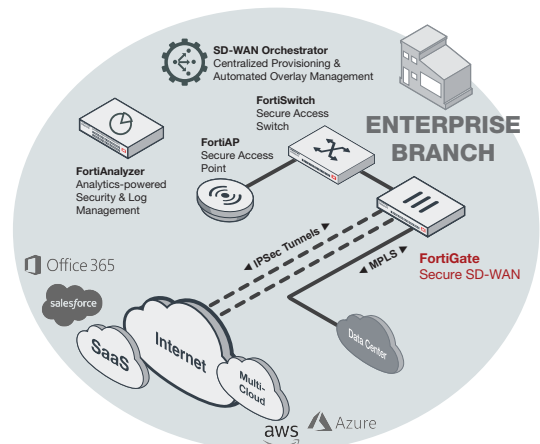 SD-WAN Orchestrator
Centralized Provisioning &
Automated Overlay Management
ENTERPRISE
BRANCH
FortiSwitch
Secure Access
Switch
FortiAP
Secure Access
Point
FortiAnalyzer
Analytics-powered
Security & Log
Management
IPSec Tunnels
MPLS
FortiGate
Secure SD-WAN
Office 365
salesforce
SaaS
Internet
Multi-
Cloud
Data Center
aws
Azure